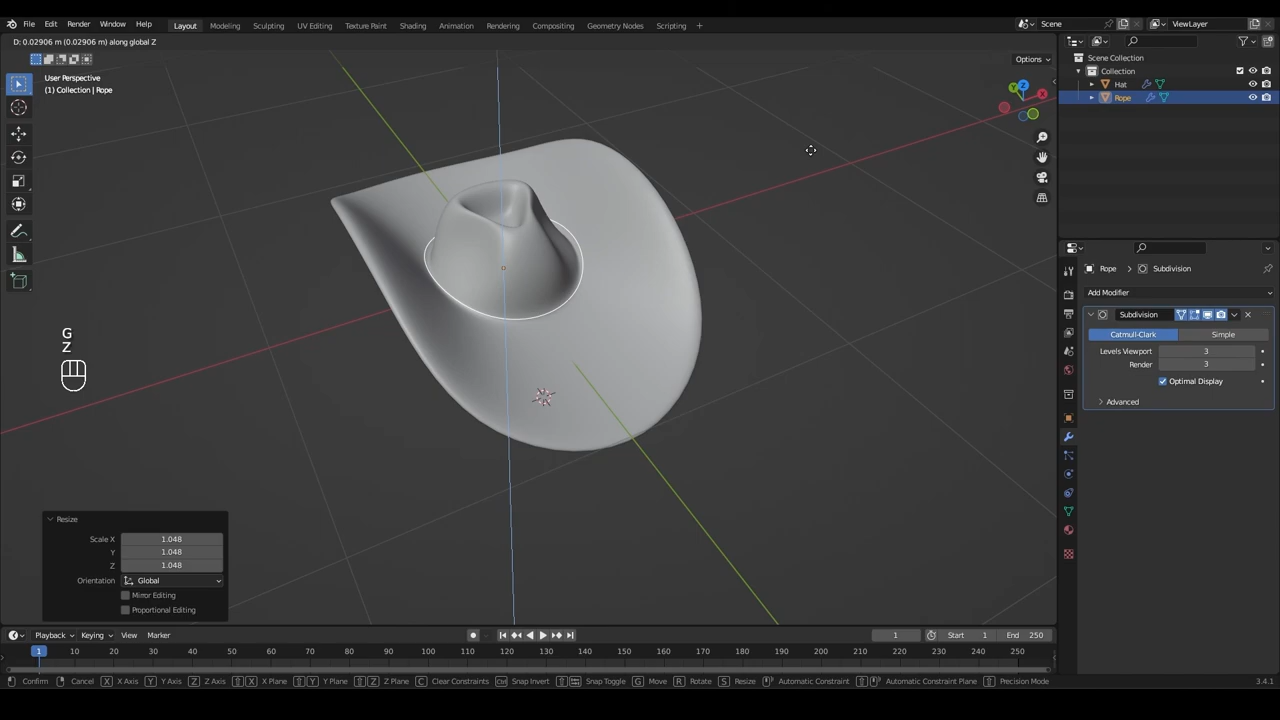 File Edit Render Window Help Layout Modeling Sculpting UV Editing Texture Paint Shading Animation Rendering Compositing Geometry Nodes Scripting + Scene ViewLayer
D: 0.02906 m (0.02906 m) along global Z
Options
User Perspective
(1) Collection | Rope
Scene Collection
Collection
Hat
Rope
X
Y
Z
Rope > Subdivision
Add Modifier
Subdivision
Catmull-Clark Simple
Levels Viewport 3
Render 3
Optimal Display
Advanced
G
Z
Resize
Scale X 1.048
Y 1.048
Z 1.048
Orientation Global
Mirror Editing
Proportional Editing
Playback Keying View Marker 1 Start 1 End 250
1 10 20 30 40 50 60 70 80 90 100 110 120 130 140 150 160 170 180 190 200 210 220 230 240 250
Confirm Cancel X X Axis Y Y Axis Z Z Axis X X Plane Y Y Plane Z Z Plane C Clear Constraints Ctrl Snap Invert Snap Toggle G Move R Rotate S Resize Automatic Constraint Automatic Constraint Plane Precision Mode 3.4.1